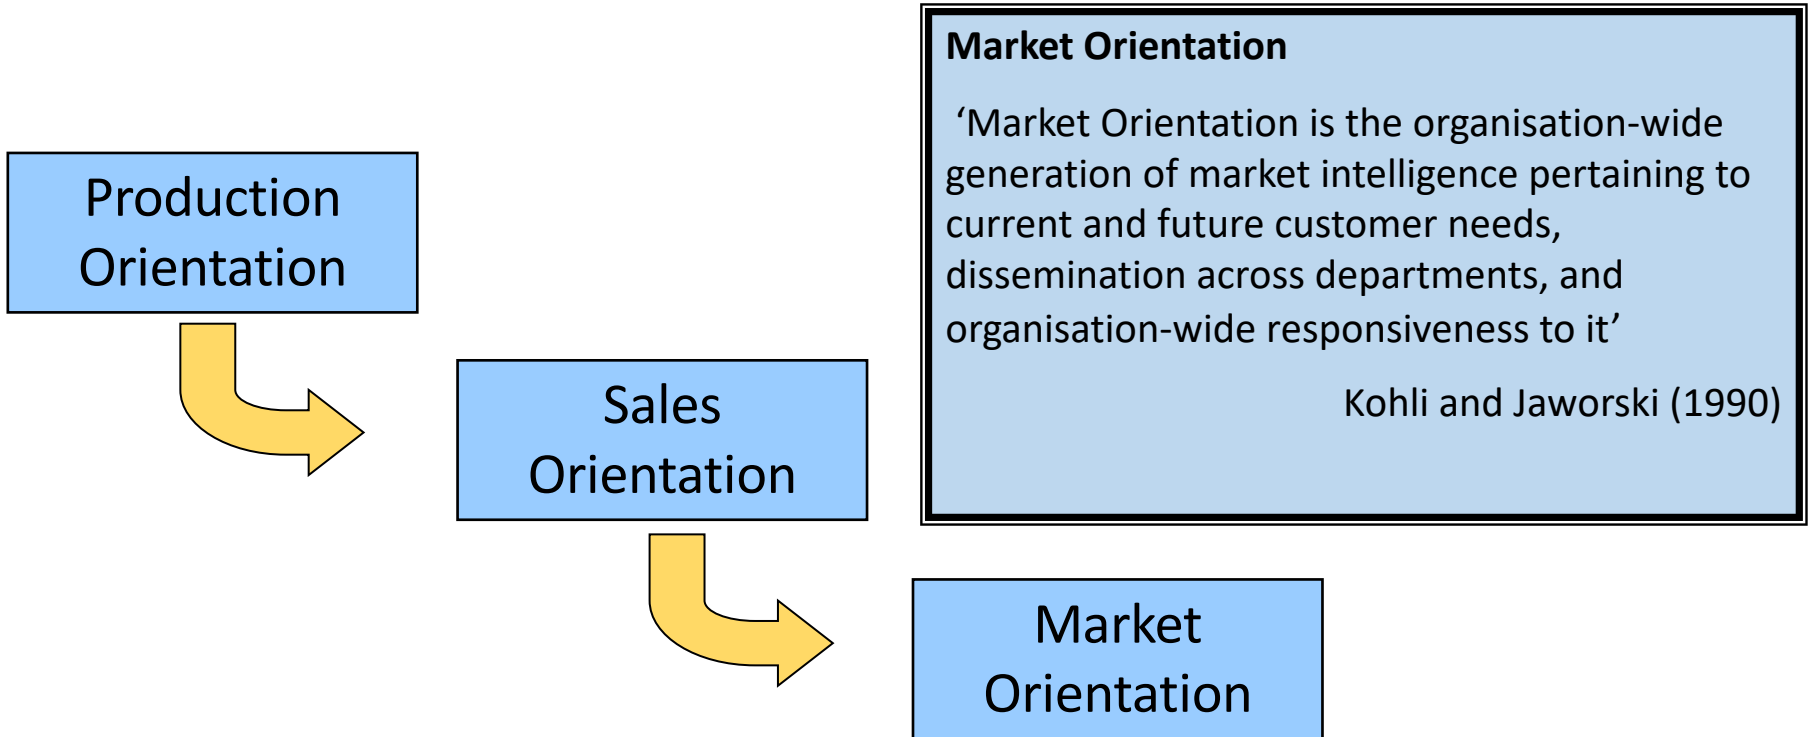 Market Orientation
‘Market Orientation is the organisation-wide
generation of market intelligence pertaining to
current and future customer needs,
dissemination across departments, and
organisation-wide responsiveness to it’
Kohli and Jaworski (1990)
Production
Orientation
Sales
Orientation
Market
Orientation